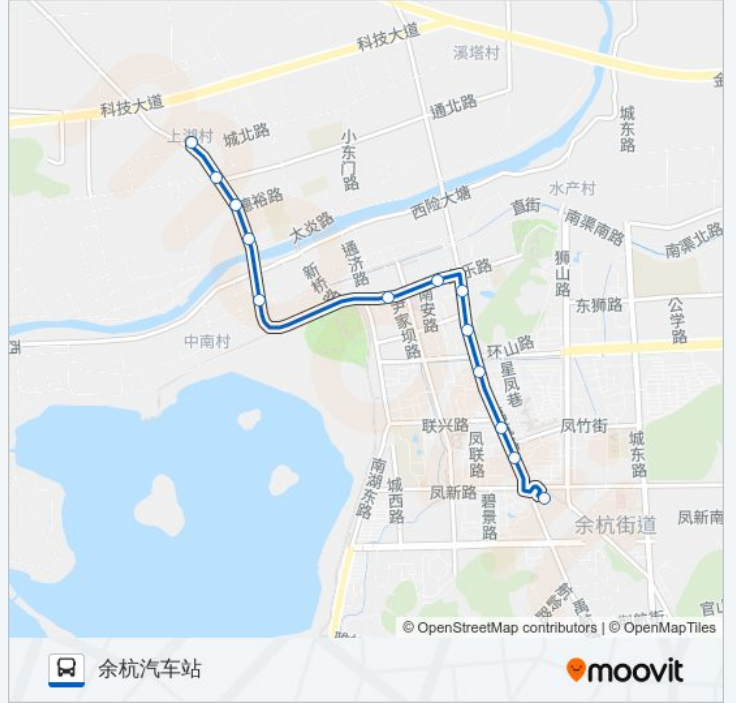 科技大道
溪塔村
科技大道
通北路
城东路
上湖村
城北路
小东门路
德裕路
水产村
西险大塘
直街
太炎路
南渠南路
南渠北路
通济路
新桥路
狮山路
乐路
南安路
东狮路
公学路
尹家坝路
中南村
环山路
星凤巷
联兴路
凤竹街
凤联路
城东路
南湖东路
城西路
凤新路
碧景路
余杭街道
凤新南
官山
© OpenStreetMap contributors | © OpenMapTiles
余杭汽车站
moovit